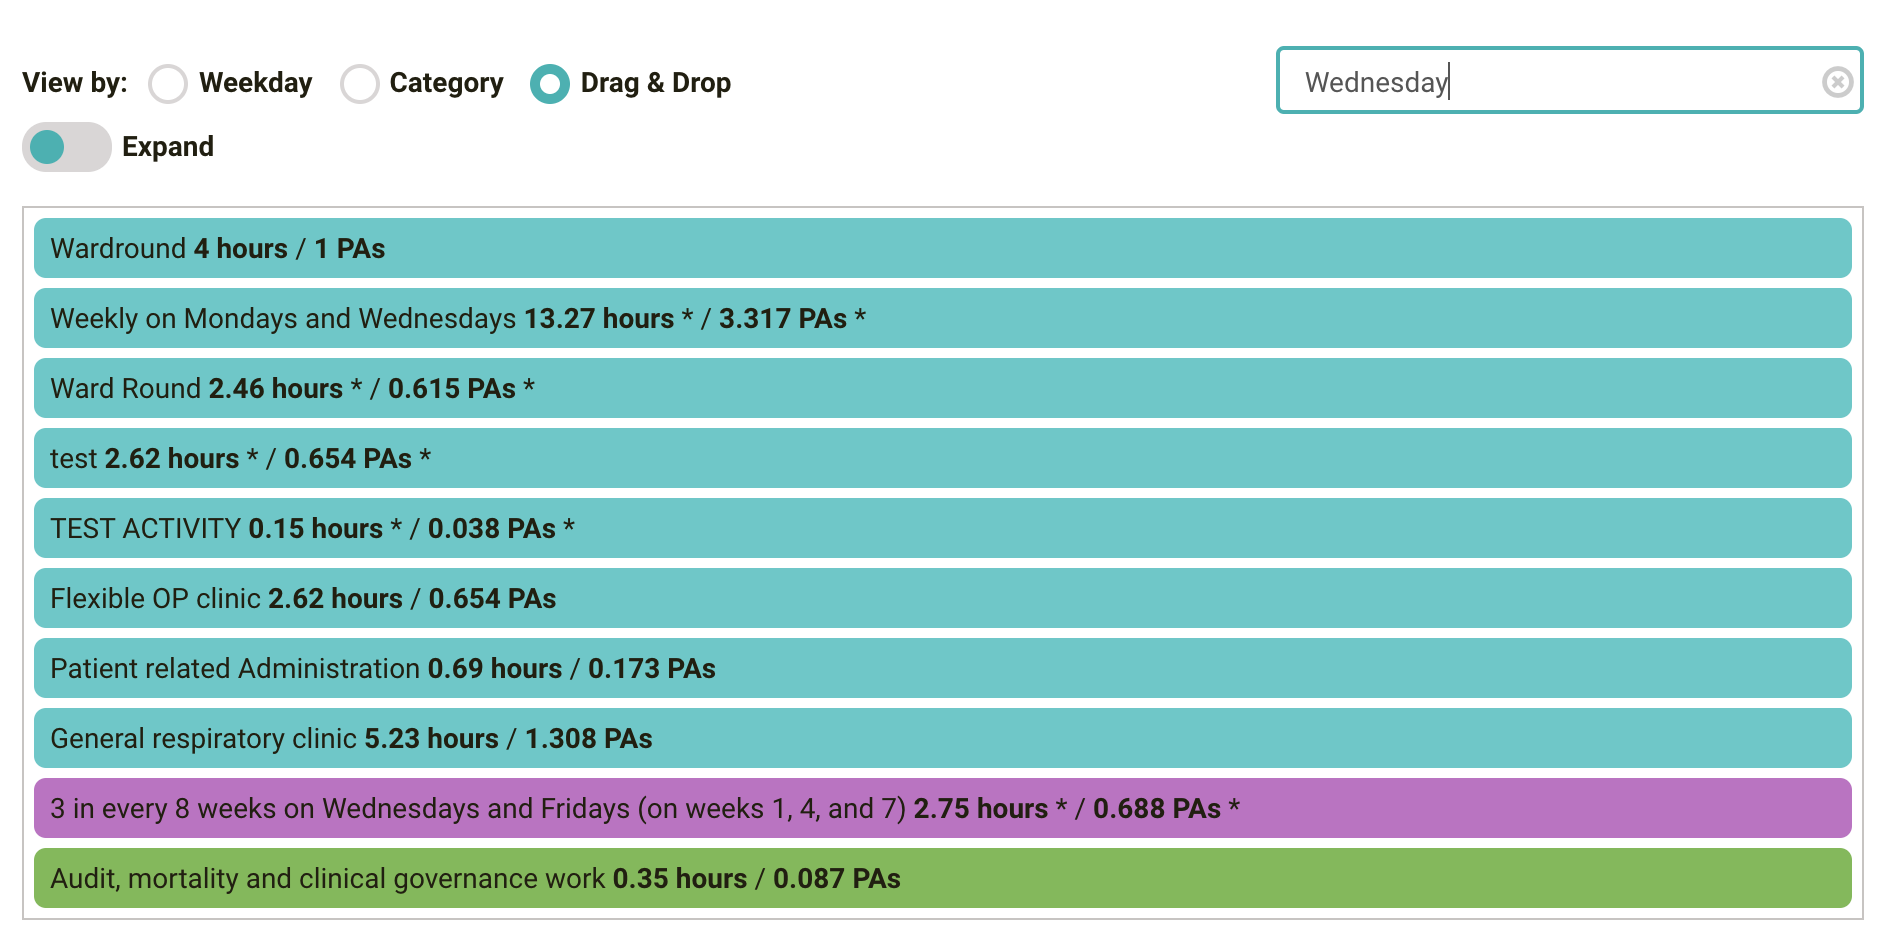 View by: Weekday Category Drag & Drop Wednesday
Expand
Wardround 4 hours / 1 PAs
Weekly on Mondays and Wednesdays 13.27 hours * / 3.317 PAs *
Ward Round 2.46 hours * / 0.615 PAs *
test 2.62 hours * / 0.654 PAs *
TEST ACTIVITY 0.15 hours * / 0.038 PAs *
Flexible OP clinic 2.62 hours / 0.654 PAs
Patient related Administration 0.69 hours / 0.173 PAs
General respiratory clinic 5.23 hours / 1.308 PAs
3 in every 8 weeks on Wednesdays and Fridays (on weeks 1, 4, and 7) 2.75 hours * / 0.688 PAs *
Audit, mortality and clinical governance work 0.35 hours / 0.087 PAs